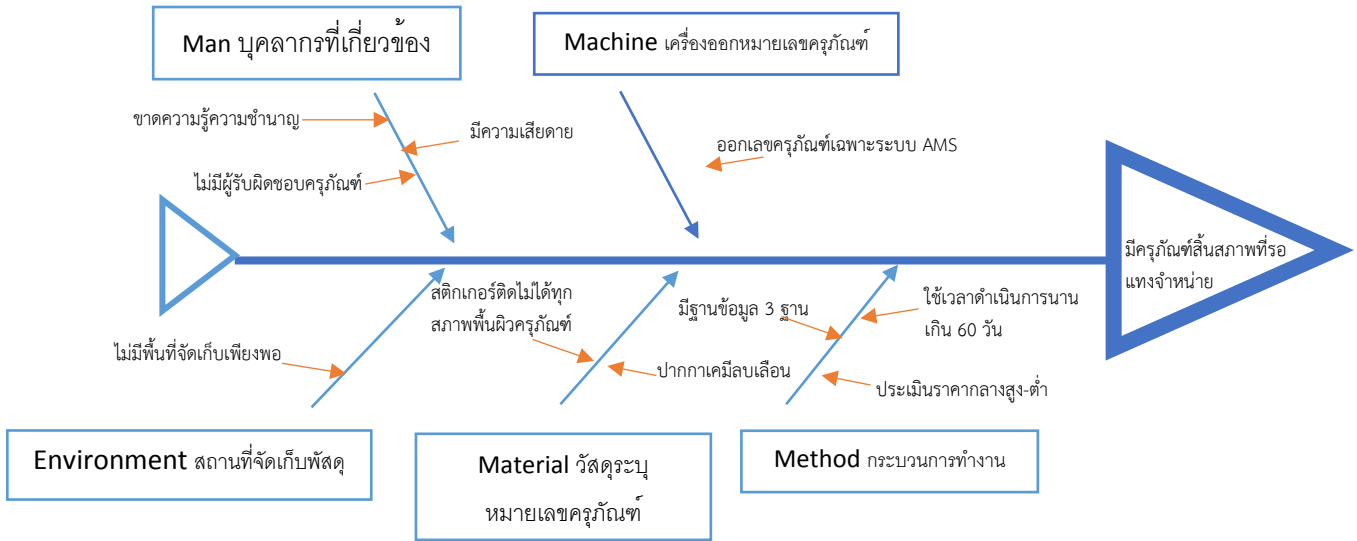 Man บุคลากรที่เกี่ยวข้อง
Machine เครื่องออกหมายเลขครุภัณฑ์
ขาดความรู้ความชำนาญ
มีความเสียดาย
ออกเลขครุภัณฑ์เฉพาะระบบ AMS
ไม่มีผู้รับผิดชอบครุภัณฑ์
มีครุภัณฑ์สิ้นสภาพที่รอ
แทงจำหน่าย
สติกเกอร์ติดไม่ได้ทุก
สภาพพื้นผิวครุภัณฑ์
มีฐานข้อมูล 3 ฐาน
ใช้เวลาดำเนินการนาน
เกิน 60 วัน
ไม่มีพื้นที่จัดเก็บเพียงพอ
ปากกาเคมีลบเลือน
ประเมินราคากลางสูง-ต่ำ
Environment สถานที่จัดเก็บพัสดุ
Material วัสดุระบุ
หมายเลขครุภัณฑ์
Method กระบวนการทำงาน